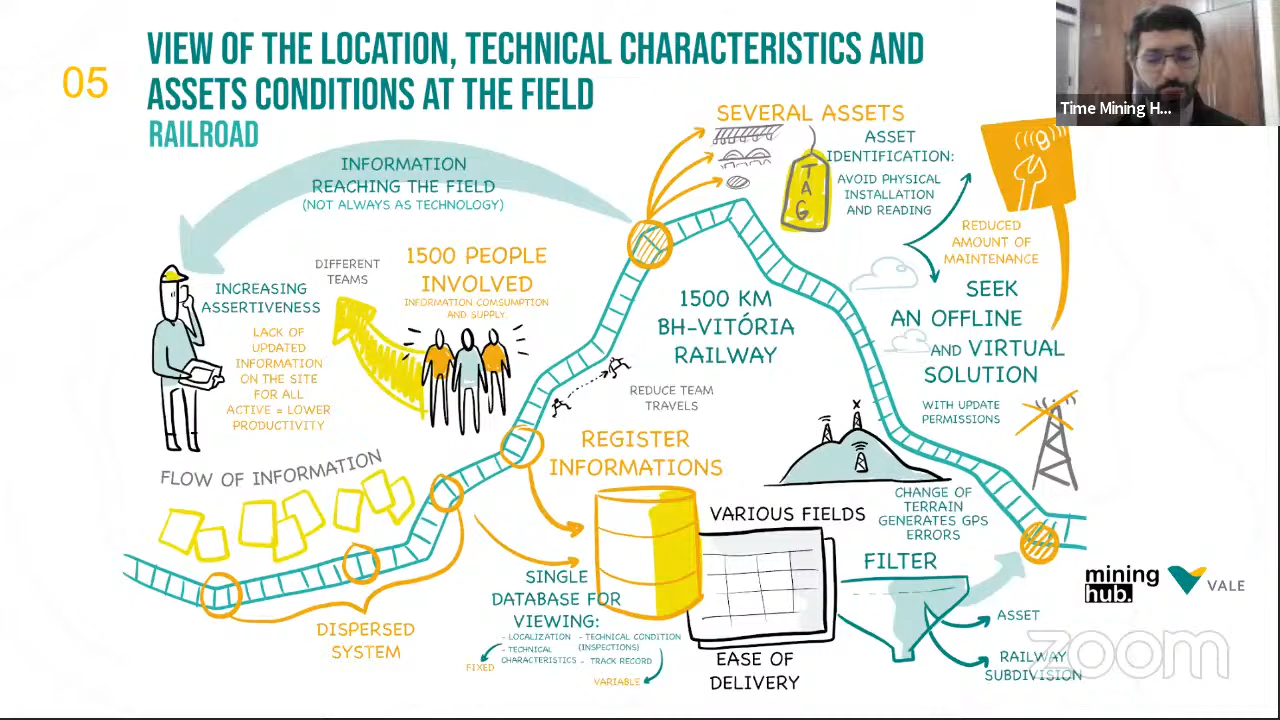 05
VIEW OF THE LOCATION, TECHNICAL CHARACTERISTICS AND
ASSETS CONDITIONS AT THE FIELD
RAILROAD
Time Mining H...
SEVERAL ASSETS
TAG
ASSET
IDENTIFICATION:
AVOID PHYSICAL
INSTALLATION
AND READING
REDUCED
AMOUNT OF
MAINTENANCE
INFORMATION
REACHING THE FIELD
(NOT ALWAYS AS TECHNOLOGY)
DIFFERENT
TEAMS
1500 PEOPLE
INVOLVED
INFORMATION COMSUMPTION
AND SUPPLY
INCREASING
ASSERTIVENESS
LACK OF
UPDATED
INFORMATION
ON THE SITE
FOR ALL
ACTIVE = LOWER
PRODUCTIVITY
1500 KM
BH-VITÓRIA
RAILWAY
REDUCE TEAM
TRAVELS
SEEK
AN OFFLINE
AND VIRTUAL
SOLUTION
WITH UPDATE
PERMISSIONS
FLOW OF INFORMATION
REGISTER
INFORMATIONS
CHANGE OF
TERRAIN
GENERATES GPS
ERRORS
VARIOUS FIELDS
FILTER
DISPERSED
SYSTEM
SINGLE
DATABASE FOR
VIEWING:
- LOCALIZATION
- TECHNICAL
CHARACTERISTICS
FIXED
- TECHNICAL CONDITION
(INSPECTIONS)
- TRACK RECORD
VARIABLE
EASE OF
DELIVERY
ASSET
RAILWAY
SUBDIVISION
mining
hub.
VALE
zoom